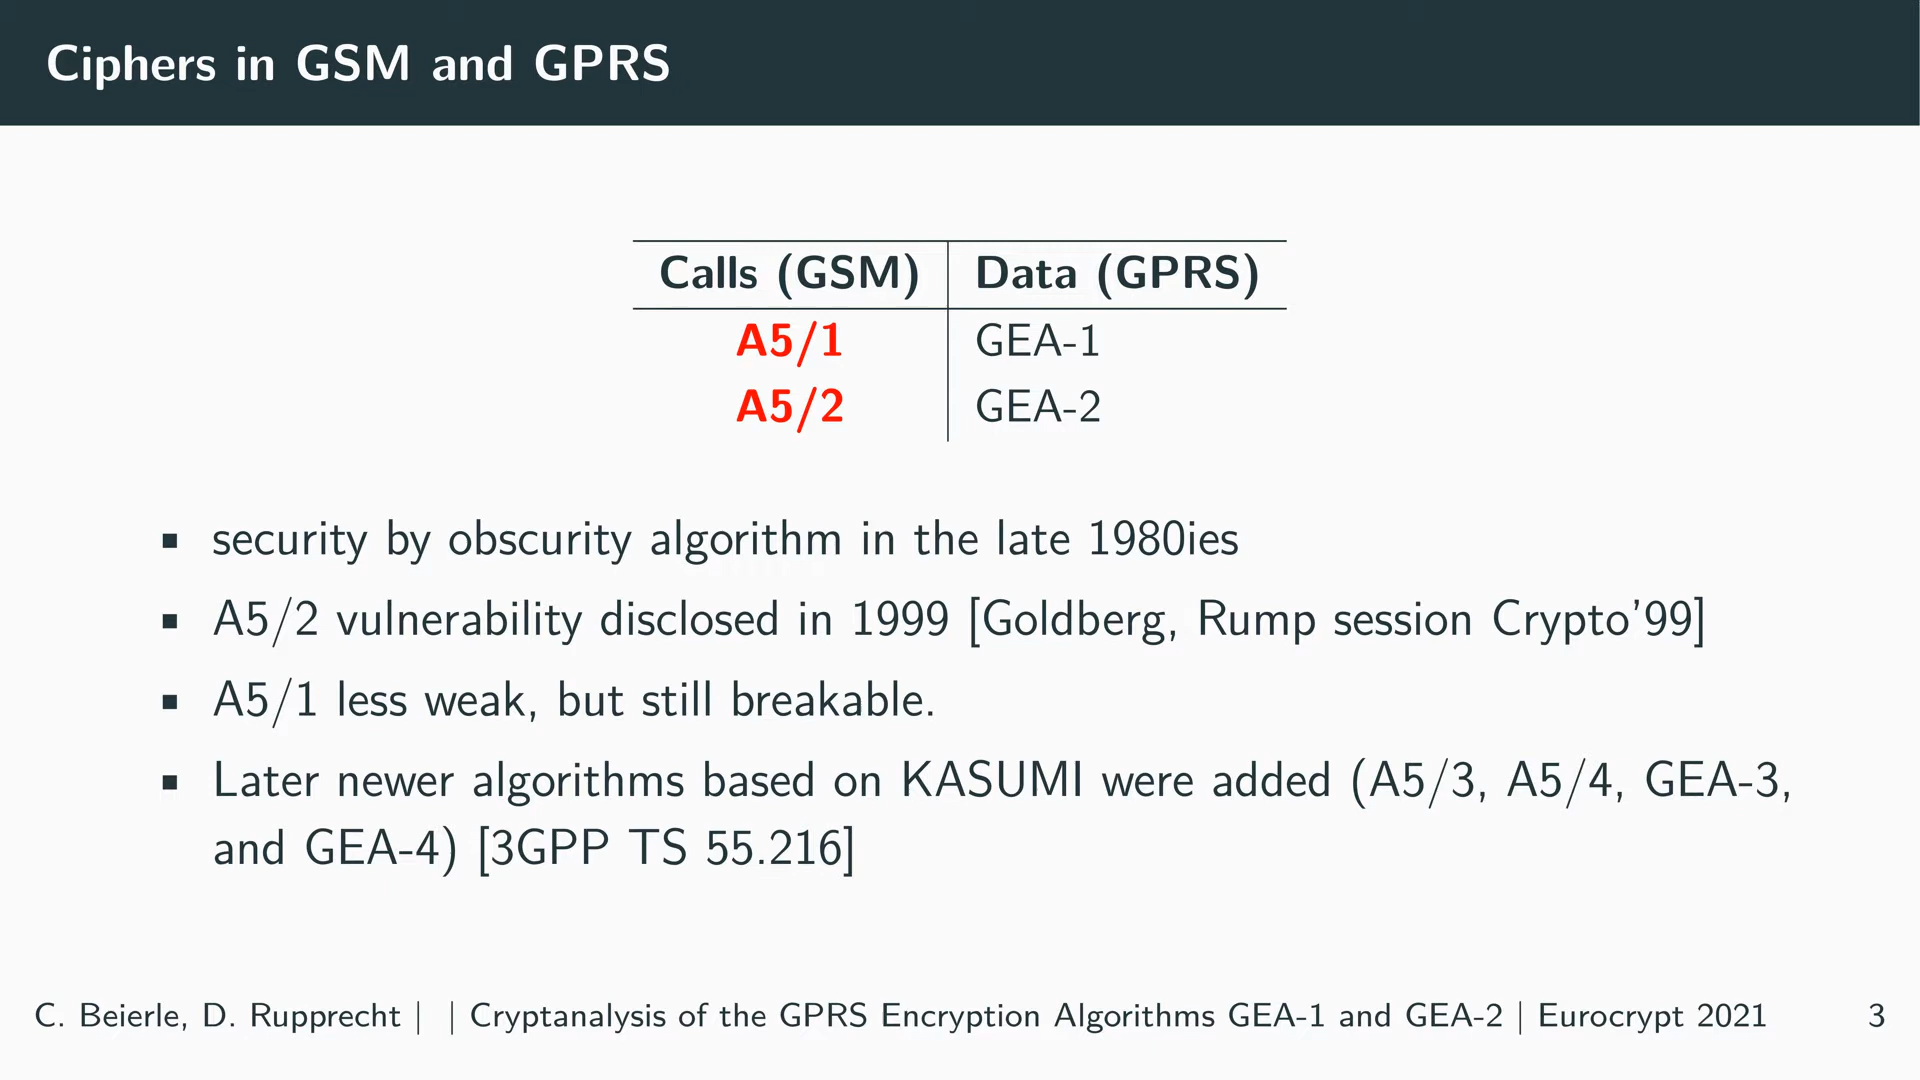 Ciphers in GSM and GPRS
Calls (GSM) Data (GPRS)
A5/1 GEA-1
A5/2 GEA-2
▪ security by obscurity algorithm in the late 1980ies
▪ A5/2 vulnerability disclosed in 1999 [Goldberg, Rump session Crypto'99]
▪ A5/1 less weak, but still breakable.
▪ Later newer algorithms based on KASUMI were added (A5/3, A5/4, GEA-3,
and GEA-4) [3GPP TS 55.216]
C. Beierle, D. Rupprecht | | Cryptanalysis of the GPRS Encryption Algorithms GEA-1 and GEA-2 | Eurocrypt 2021 3